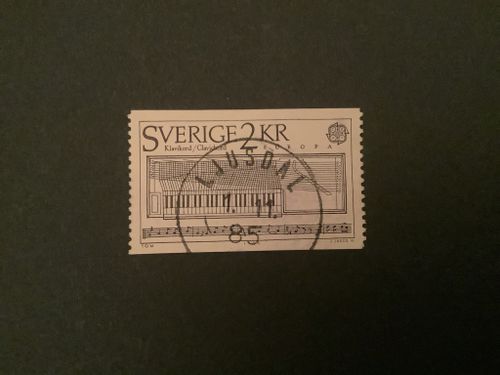 SVERIGE 2 KR
Klavikord/Clavichord EUROPA
LJUSDAL
1. 11.
85